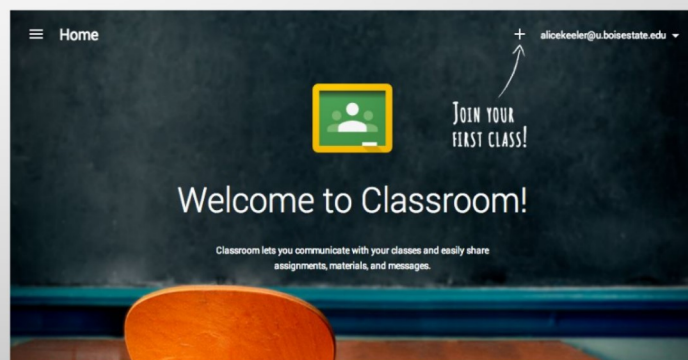 Home
+ alicekeeler@u.boisestate.edu
JOIN YOUR
FIRST CLASS!
Welcome to Classroom!
Classroom lets you communicate with your classes and easily share
assignments, materials, and messages.